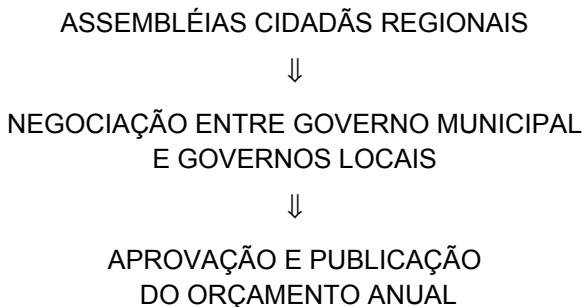 ASSEMBLÉIAS CIDADÃS REGIONAIS
⇓
NEGOCIAÇÃO ENTRE GOVERNO MUNICIPAL
E GOVERNOS LOCAIS
⇓
APROVAÇÃO E PUBLICAÇÃO
DO ORÇAMENTO ANUAL